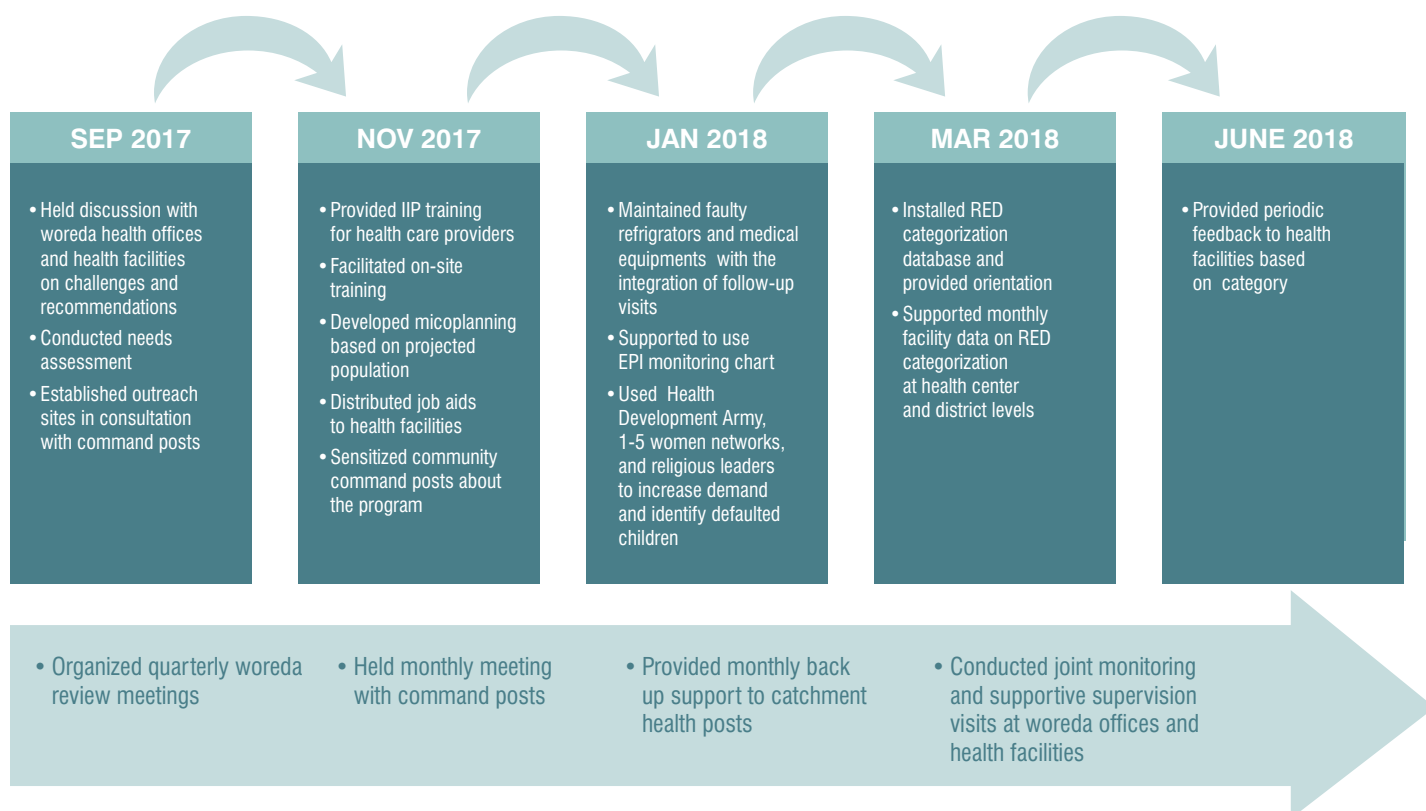 SEP 2017
• Held discussion with
woreda health offices
and health facilities
on challenges and
recommendations
• Conducted needs
assessment
• Established outreach
sites in consultation
with command posts
NOV 2017
• Provided IIP training
for health care providers
• Facilitated on-site
training
• Developed micoplanning
based on projected
population
• Distributed job aids
to health facilities
• Sensitized community
command posts about
the program
JAN 2018
• Maintained faulty
refrigrators and medical
equipments with the
integration of follow-up
visits
• Supported to use
EPI monitoring chart
• Used Health
Development Army,
1-5 women networks,
and religious leaders
to increase demand
and identify defaulted
children
MAR 2018
• Installed RED
categorization
database and
provided orientation
• Supported monthly
facility data on RED
categorization
at health center
and district levels
JUNE 2018
• Provided periodic
feedback to health
facilities based
on category
• Organized quarterly woreda
review meetings
• Held monthly meeting
with command posts
• Provided monthly back
up support to catchment
health posts
• Conducted joint monitoring
and supportive supervision
visits at woreda offices and
health facilities